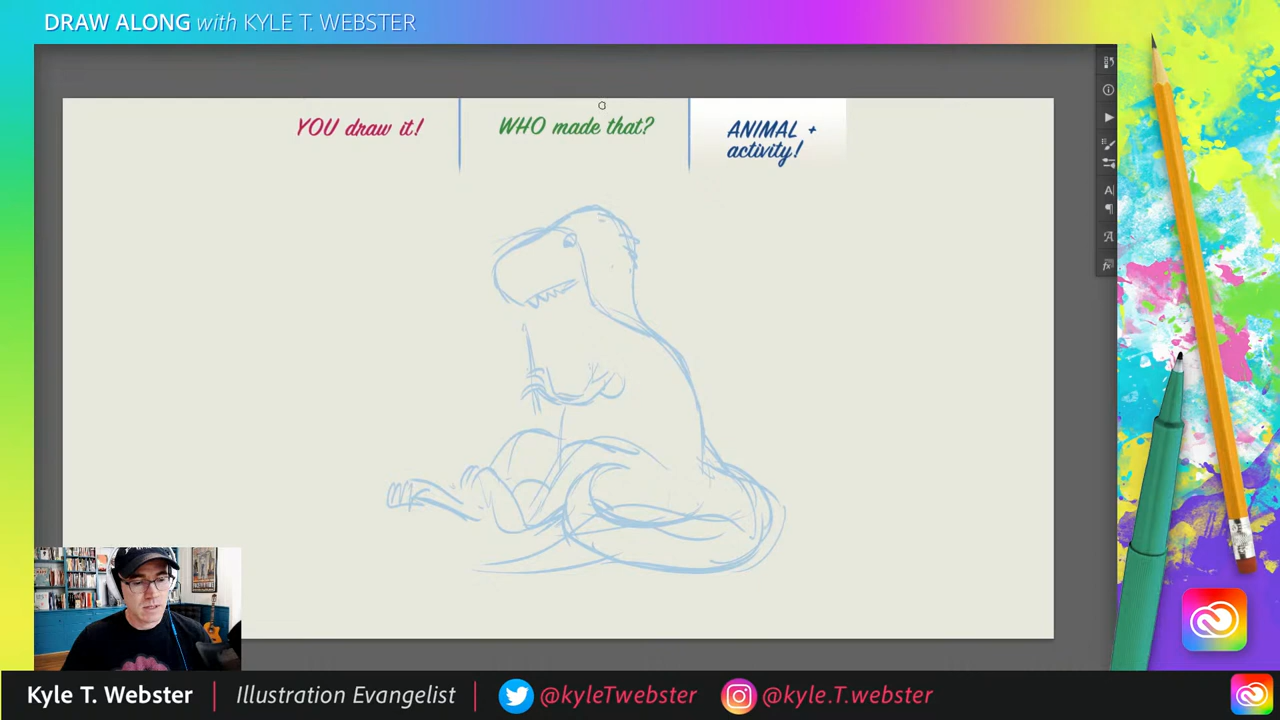 DRAW ALONG with KYLE T. WEBSTER
YOU draw it!
WHO made that?
ANIMAL +
activity!
Kyle T. Webster | Illustration Evangelist | @kyleTwebster @kyle.T.webster